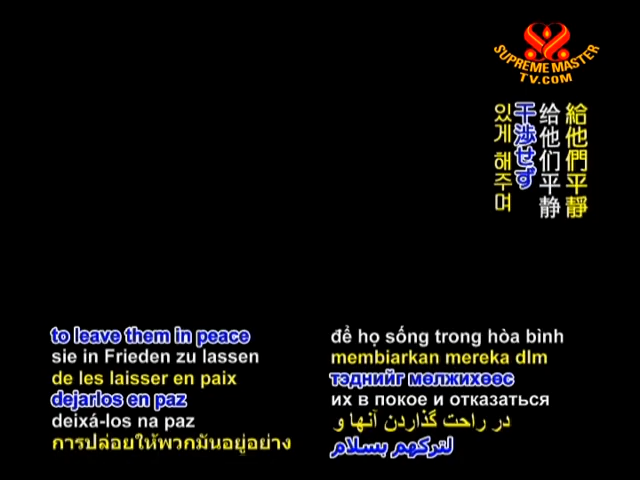 SUPREME MASTER
TV.COM
給他們平靜
给他们平静
干渉せず
있게 해주며
to leave them in peace
sie in Frieden zu lassen
de les laisser en paix
dejarlos en paz
deixá-los na paz
การปล่อยให้พวกมันอยู่อย่าง
để họ sống trong hòa bình
membiarkan mereka dlm
тэднийг мөлжихөөс
их в покое и отказаться
در راحت گذاردن آنها و
لتركهم بسلام